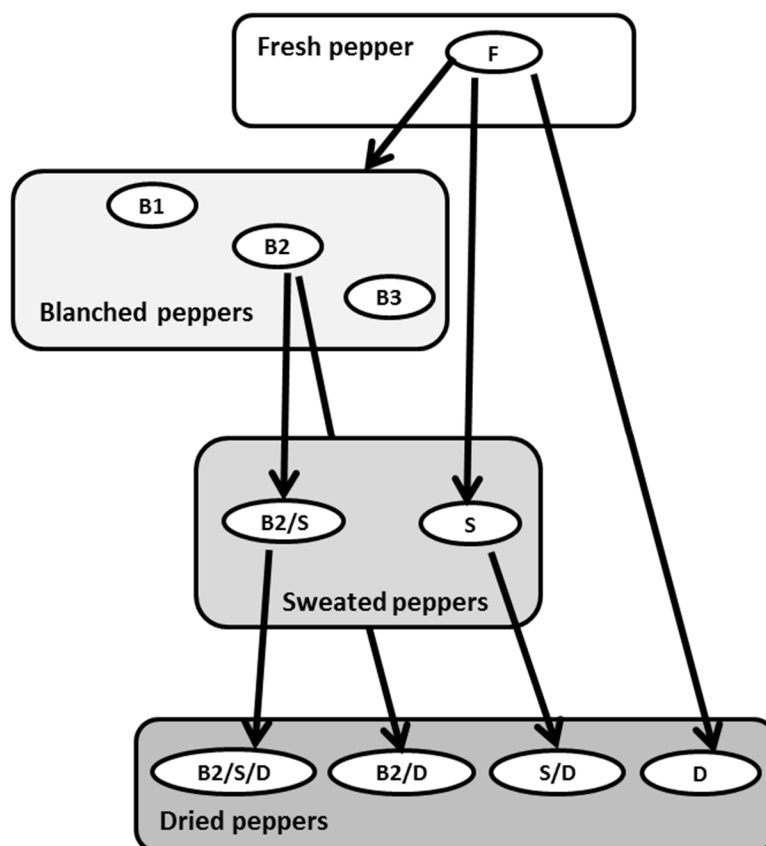 Fresh pepper
F
B1
B2
B3
Blanched peppers
B2/S
S
Sweated peppers
B2/S/D
B2/D
S/D
D
Dried peppers